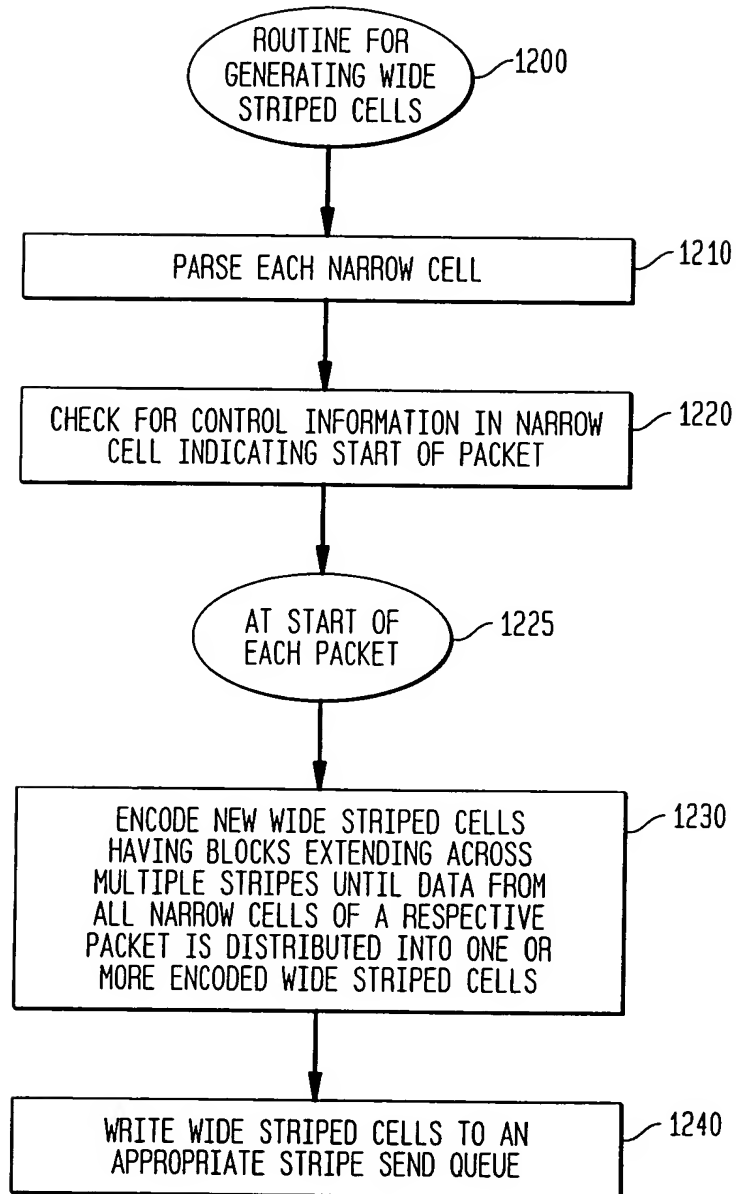 ROUTINE FOR
GENERATING WIDE
STRIPED CELLS
1200
PARSE EACH NARROW CELL
1210
CHECK FOR CONTROL INFORMATION IN NARROW
CELL INDICATING START OF PACKET
1220
AT START OF
EACH PACKET
1225
ENCODE NEW WIDE STRIPED CELLS
HAVING BLOCKS EXTENDING ACROSS
MULTIPLE STRIPES UNTIL DATA FROM
ALL NARROW CELLS OF A RESPECTIVE
PACKET IS DISTRIBUTED INTO ONE OR
MORE ENCODED WIDE STRIPED CELLS
1230
WRITE WIDE STRIPED CELLS TO AN
APPROPRIATE STRIPE SEND QUEUE
1240